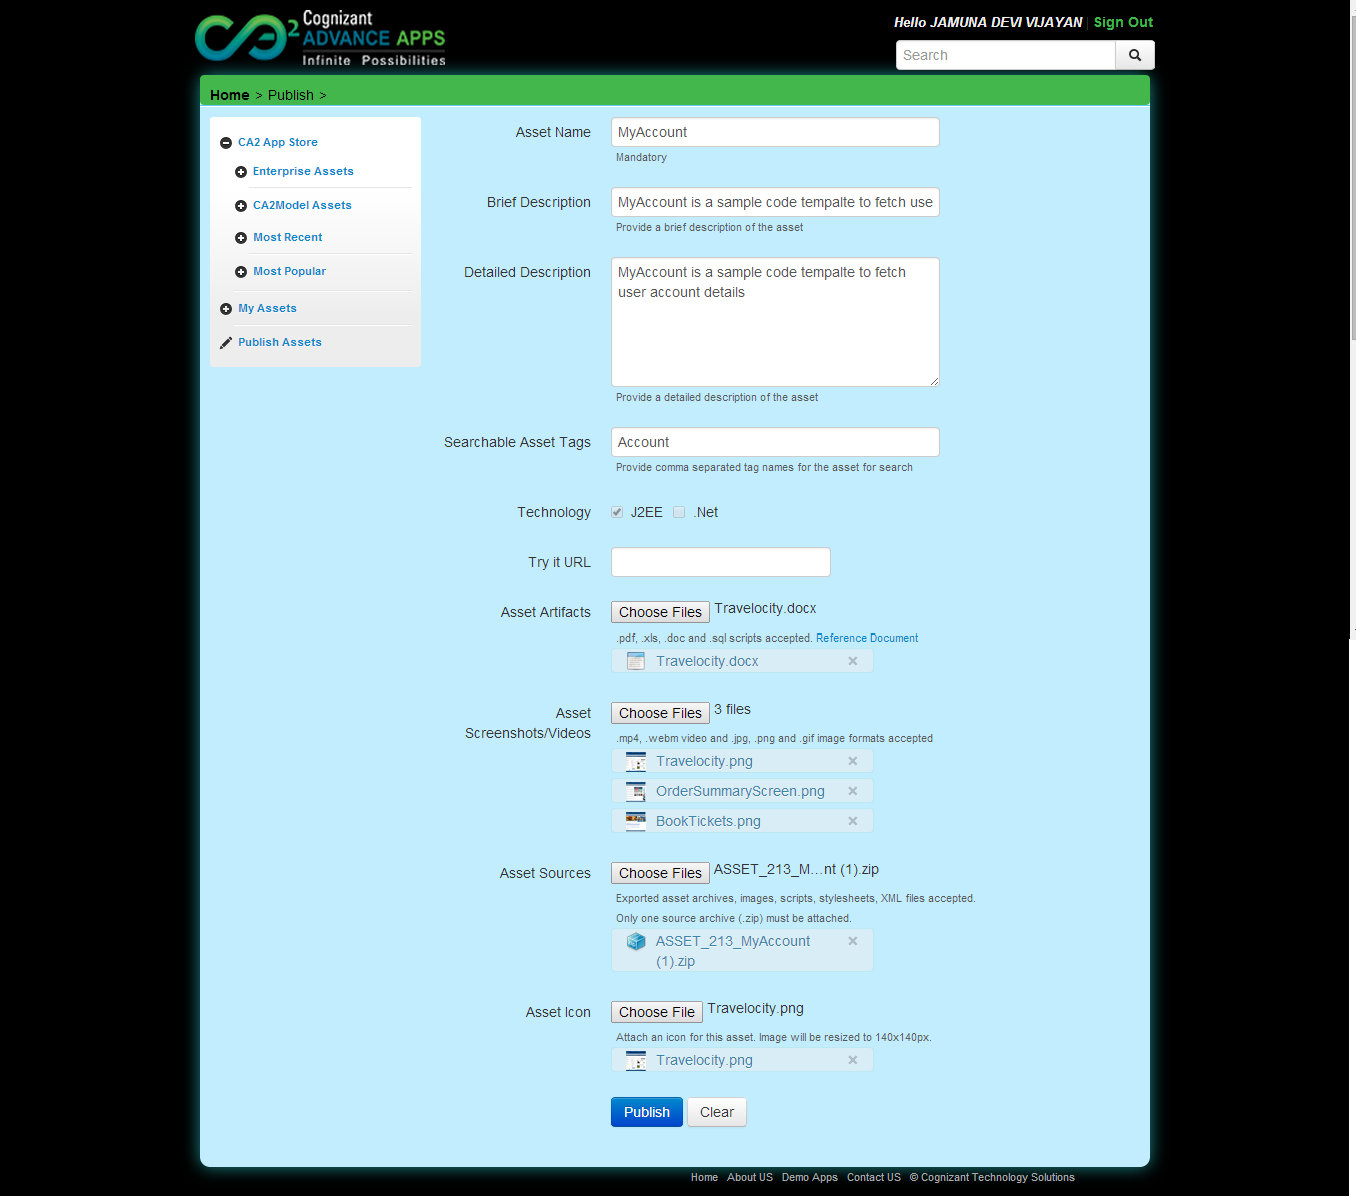 Cognizant
ADVANCE APPS
Infinite Possibilities
Hello JAMUNA DEVI VIJAYAN | Sign Out
Search
Home > Publish >
CA2 App Store
Enterprise Assets
CA2Model Assets
Most Recent
Most Popular
My Assets
Publish Assets
Asset Name MyAccount
Mandatory
Brief Description MyAccount is a sample code tempalte to fetch use
Provide a brief description of the asset
Detailed Description MyAccount is a sample code tempalte to fetch
user account details
Provide a detailed description of the asset
Searchable Asset Tags Account
Provide comma separated tag names for the asset for search
Technology J2EE .Net
Try it URL
Asset Artifacts Choose Files Travelocity.docx
.pdf, .xls, .doc and .sql scripts accepted. Reference Document
Travelocity.docx ×
Asset Choose Files 3 files
Screenshots/Videos
.mp4, .webm video and .jpg, .png and .gif image formats accepted
Travelocity.png ×
OrderSummaryScreen.png ×
BookTickets.png ×
Asset Sources Choose Files ASSET_213_M...nt (1).zip
Exported asset archives, images, scripts, stylesheets, XML files accepted.
Only one source archive (.zip) must be attached.
ASSET_213_MyAccount ×
(1).zip
Asset Icon Choose File Travelocity.png
Attach an icon for this asset. Image will be resized to 140x140px.
Travelocity.png ×
Publish Clear
Home About US Demo Apps Contact US © Cognizant Technology Solutions